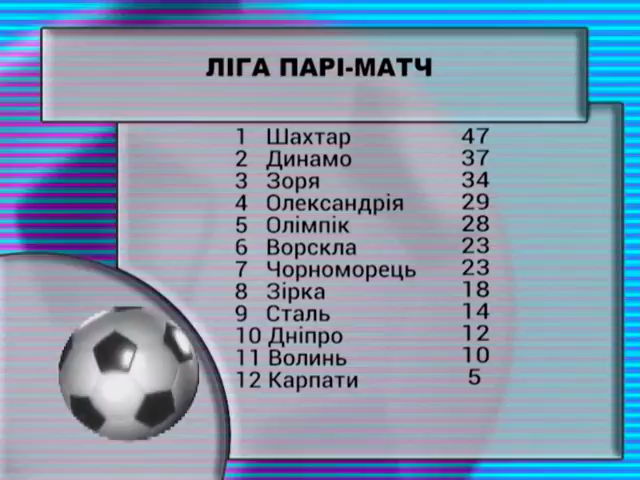 ЛІГА ПАРІ-МАТЧ
1 Шахтар 47
2 Динамо 37
3 Зоря 34
4 Олександрія 29
5 Олімпік 28
6 Ворскла 23
7 Чорноморець 23
8 Зірка 18
9 Сталь 14
10 Дніпро 12
11 Волинь 10
12 Карпати 5